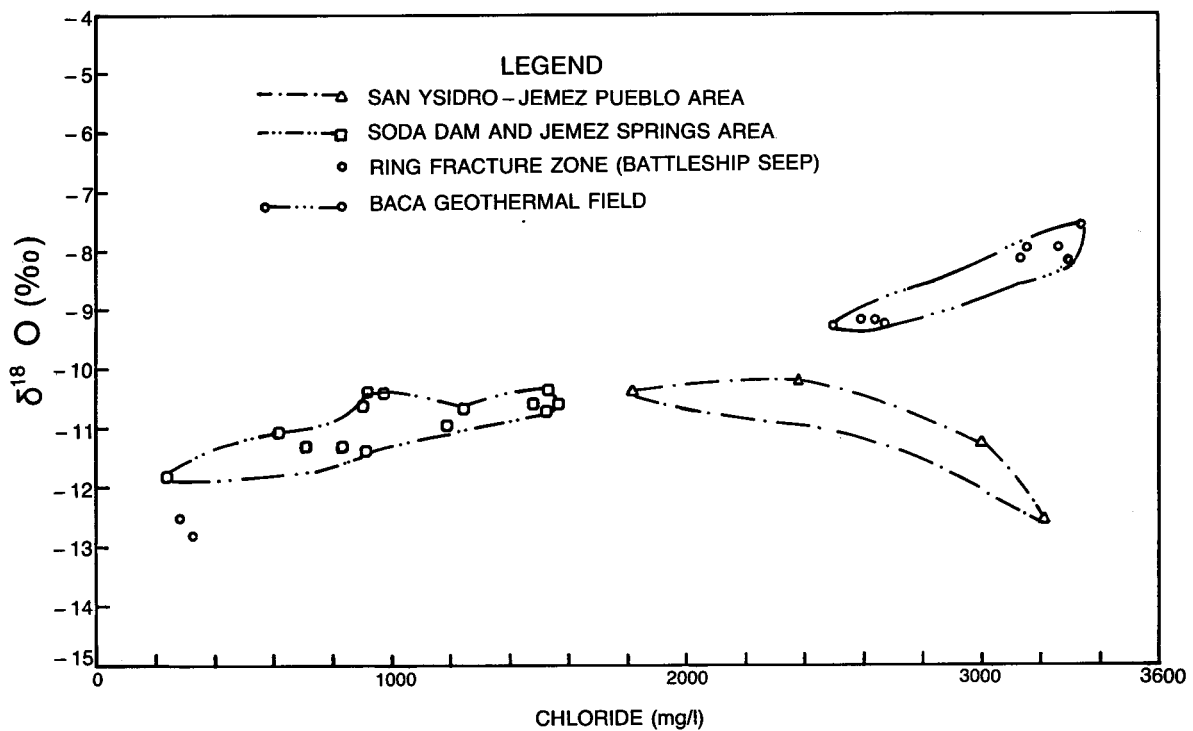 −4
−5
−6
−7
−8
−9
−10
−11
−12
−13
−14
−15
δ¹⁸ O (‰)
LEGEND
SAN YSIDRO – JEMEZ PUEBLO AREA
SODA DAM AND JEMEZ SPRINGS AREA
RING FRACTURE ZONE (BATTLESHIP SEEP)
BACA GEOTHERMAL FIELD
0 1000 2000 3000 3600
CHLORIDE (mg/l)